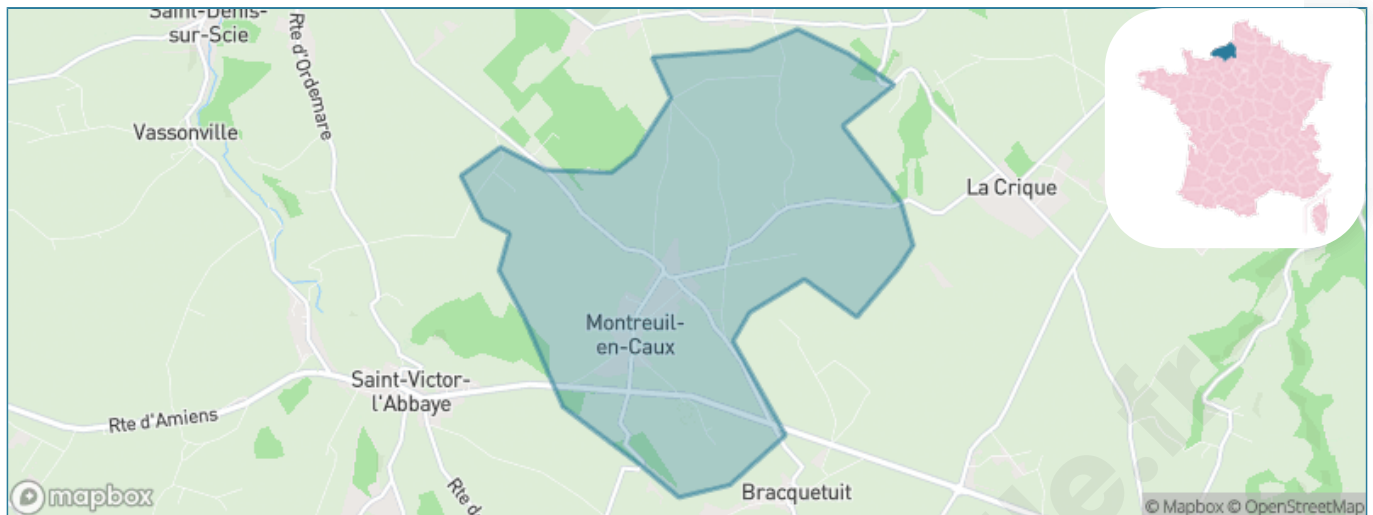 Saint-Denis-
sur-Scie
Rte d'Ordemare
Vassonville
La Crique
Montreuil-
en-Caux
Saint-Victor-
l'Abbaye
Rte d'Amiens
Rte d
Bracquetuit
mapbox
© Mapbox © OpenStreetMap